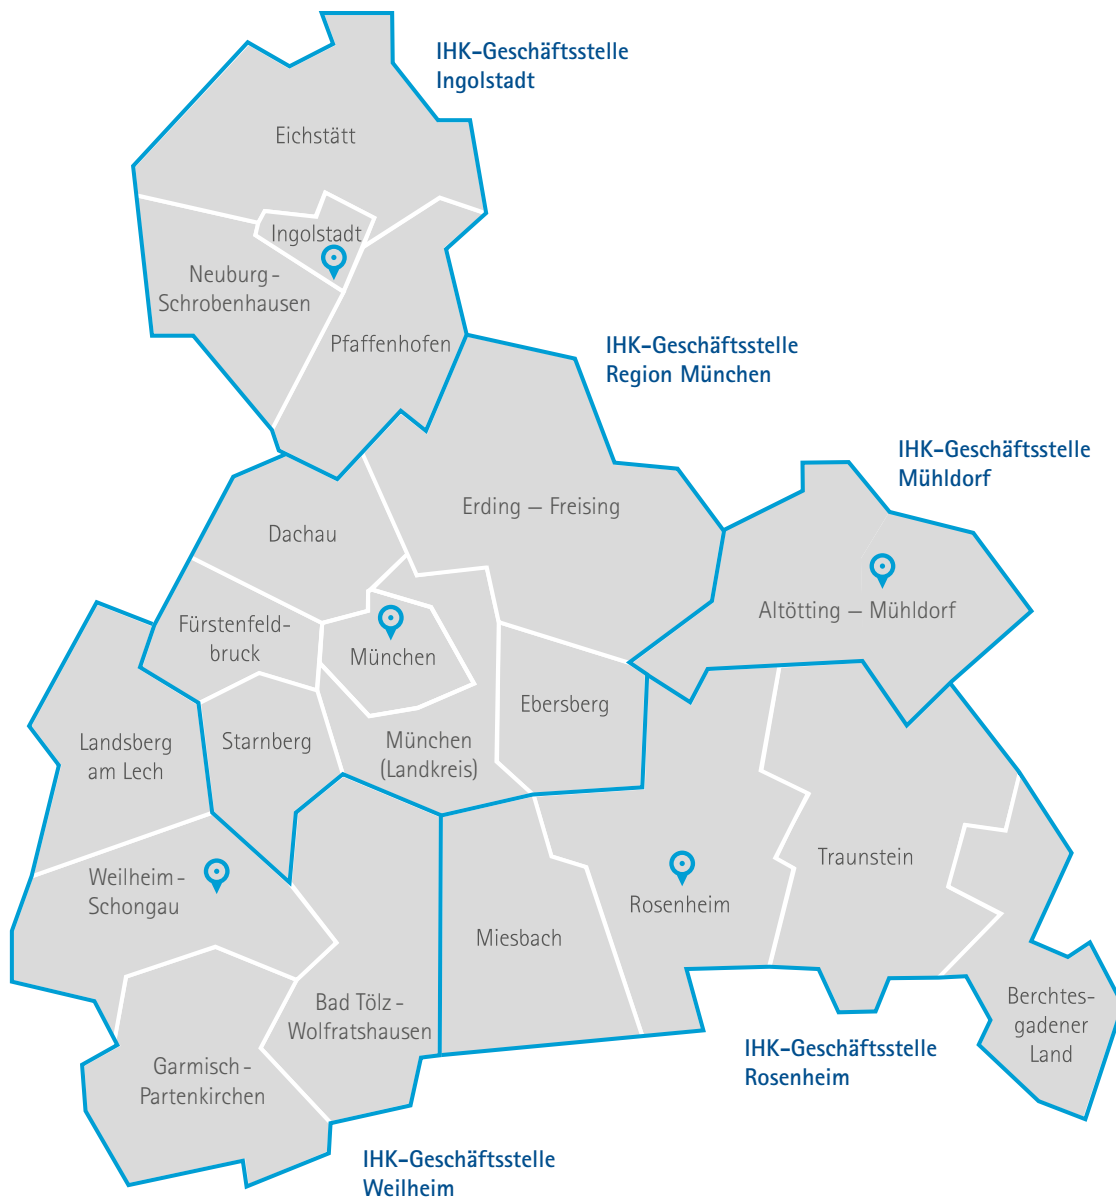 IHK-Geschäftsstelle
Ingolstadt
Eichstätt
Ingolstadt
Neuburg-
Schrobenhausen
Pfaffenhofen
IHK-Geschäftsstelle
Region München
IHK-Geschäftsstelle
Mühldorf
Erding – Freising
Dachau
Altötting – Mühldorf
Fürstenfeld-
bruck
München
Ebersberg
Landsberg
am Lech
Starnberg
München
(Landkreis)
Traunstein
Weilheim-
Schongau
Rosenheim
Miesbach
Bad Tölz-
Wolfratshausen
Berchtes-
gadener
Land
Garmisch-
Partenkirchen
IHK-Geschäftsstelle
Rosenheim
IHK-Geschäftsstelle
Weilheim